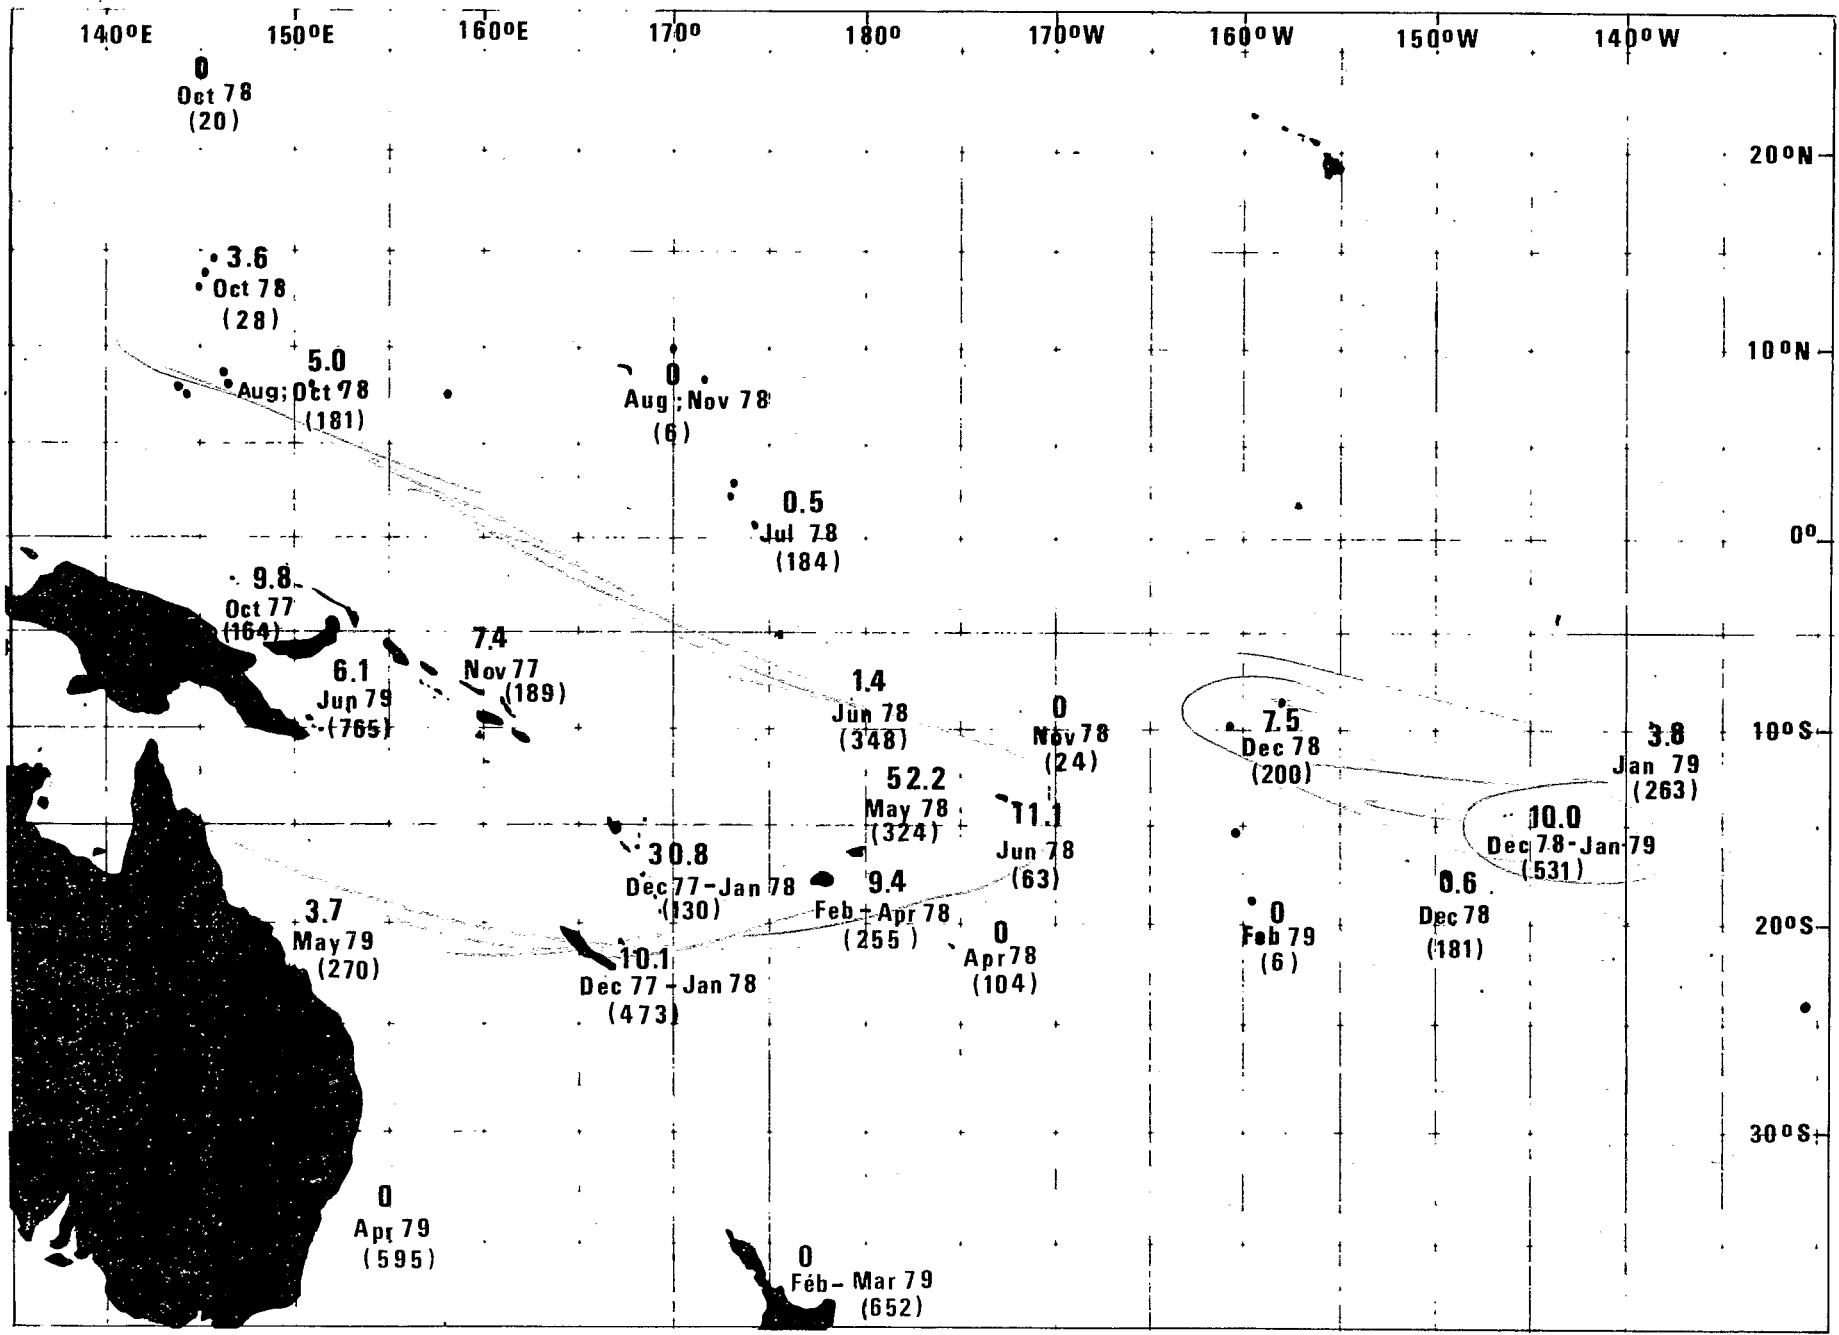 140°E 150°E 160°E 170° 180° 170°W 160°W 150°W 140°W
0
Oct 78
(20)
20°N
3.6
Oct 78
(28)
10°N
5.0
Aug; Oct 78
(181)
0
Aug; Nov 78
(6)
0.5
Jul 78
(184)
0°
9.8
Oct 77
(164)
7.4
Nov 77
(189)
6.1
Jun 79
(765)
1.4
Jun 78
(348)
0
Nov 78
(24)
7.5
Dec 78
(200)
3.8
Jan 79
(263)
10°S
52.2
May 78
(324)
11.1
Jun 78
(63)
10.0
Dec 78-Jan 79
(531)
30.8
Dec 77-Jan 78
(130)
9.4
Feb-Apr 78
(255)
0.6
Dec 78
(181)
3.7
May 79
(270)
0
Apr 78
(104)
0
Feb 79
(6)
20°S
10.1
Dec 77-Jan 78
(473)
30°S
0
Apr 79
(595)
0
Féb-Mar 79
(652)